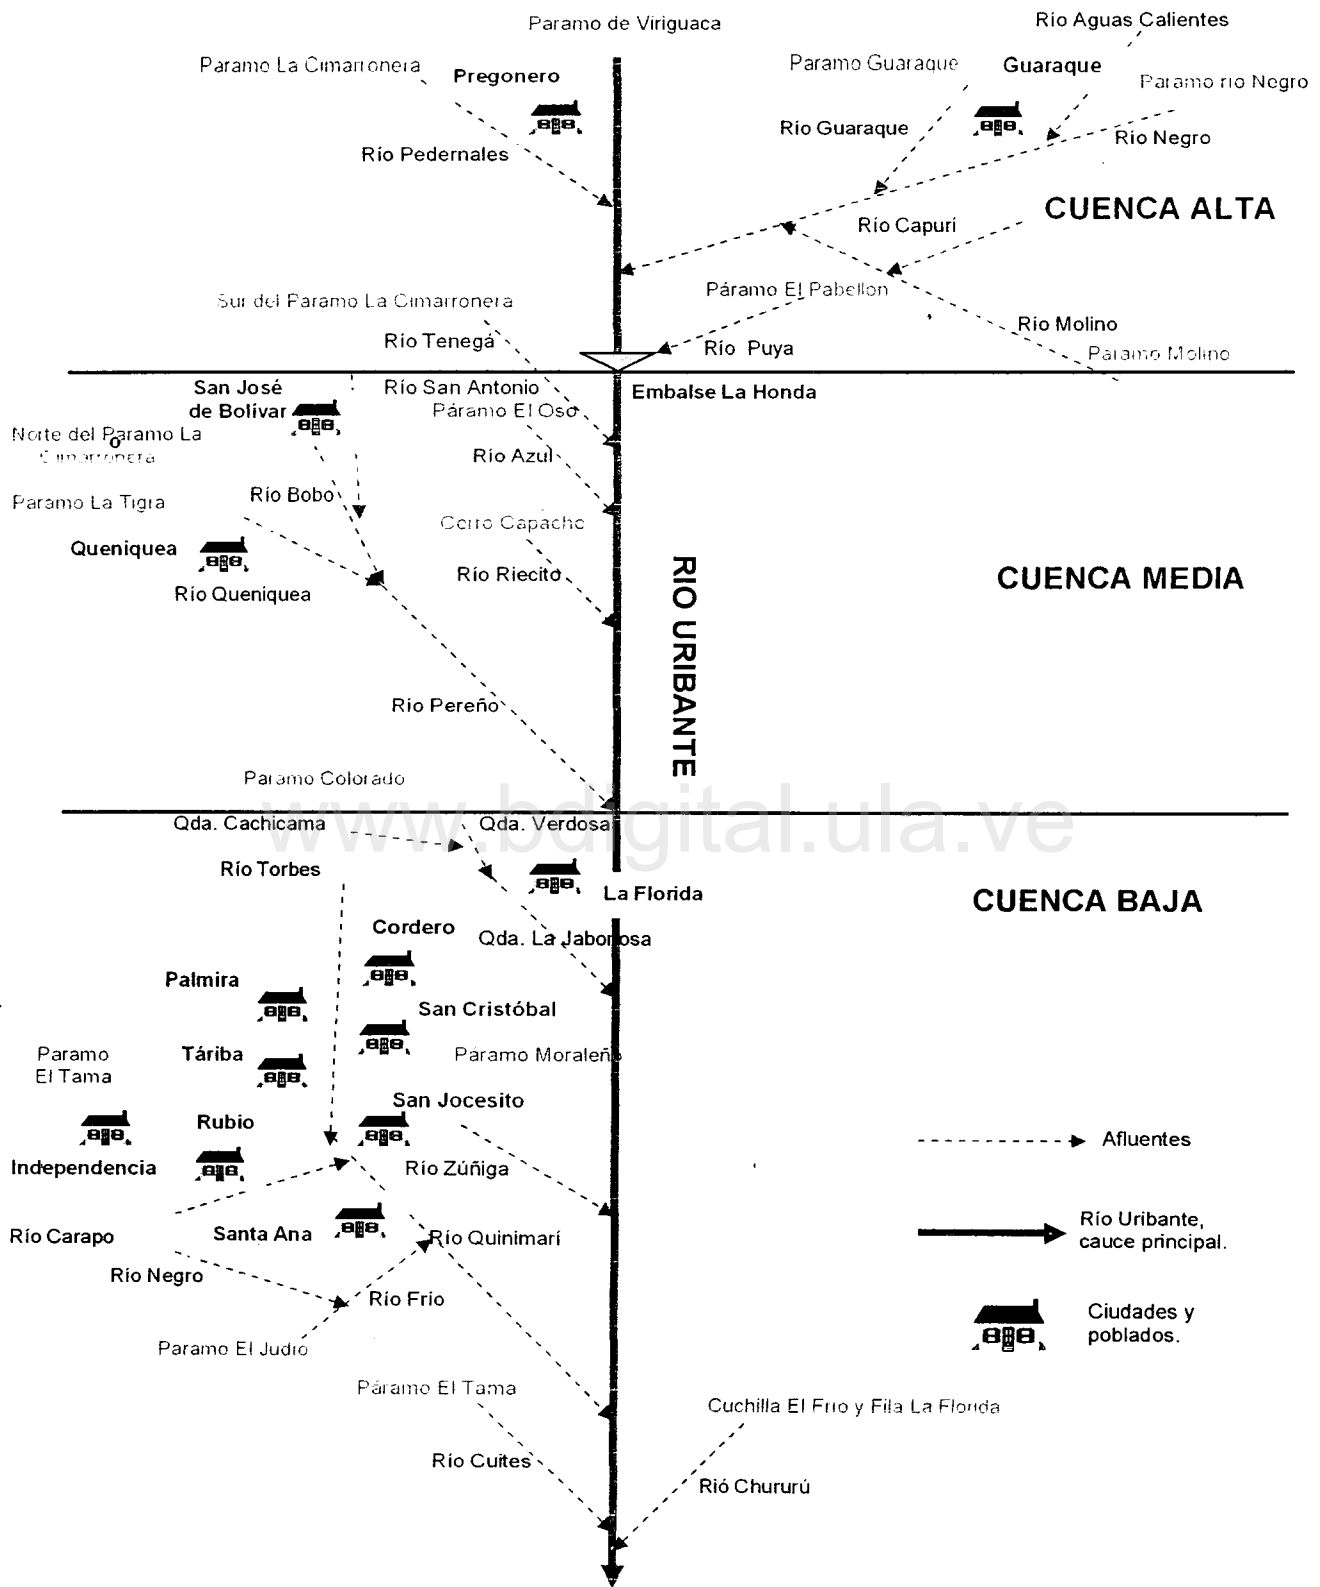 Paramo de Viriguaca
Río Aguas Calientes
Paramo La Cimarronera
Pregonero
Paramo Guaraque
Guaraque
Paramo río Negro
Río Guaraque
Río Negro
Río Pedernales
CUENCA ALTA
Río Capurí
Sur del Paramo La Cimarronera
Páramo El Pabellon
Río Tenegá
Río Puya
Río Molino
Paramo Molino
San José
de Bolívar
Río San Antonio
Embalse La Honda
Páramo El Oso
Norte del Paramo La
Cimarronera
Río Azul
Paramo La Tigra
Río Bobo
Cerro Capacho
Queniquea
Río Riecito
CUENCA MEDIA
Río Queniquea
RIO URIBANTE
Río Pereño
Paramo Colorado
www.bdigital.ula.ve
Qda. Cachicama
Qda. Verdosa
Río Torbes
La Florida
CUENCA BAJA
Cordero
Qda. La Jabonosa
Palmira
San Cristóbal
Paramo
El Tama
Táriba
Páramo Moraleño
San Jocesito
Rubio
Independencia
Río Zúñiga
Afluentes
Río Carapo
Santa Ana
Río Quinimarí
Río Uribante,
cauce principal.
Río Negro
Río Frío
Ciudades y
poblados.
Paramo El Judio
Páramo El Tama
Cuchilla El Frio y Fila La Florida
Río Cuites
Rió Chururú